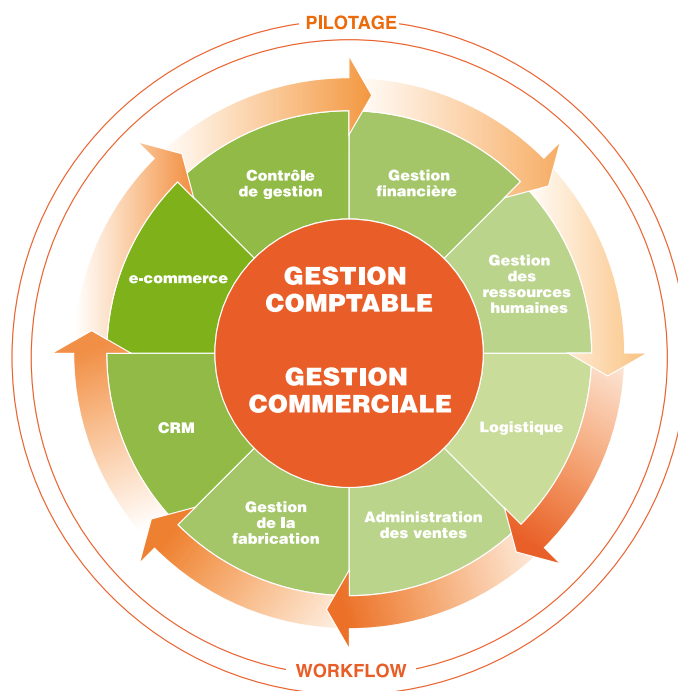 PILOTAGE
Contrôle
de gestion
Gestion
financière
e-commerce
Gestion
des
ressources
humaines
GESTION
COMPTABLE
GESTION
COMMERCIALE
CRM
Logistique
Gestion
de la
fabrication
Administration
des ventes
WORKFLOW